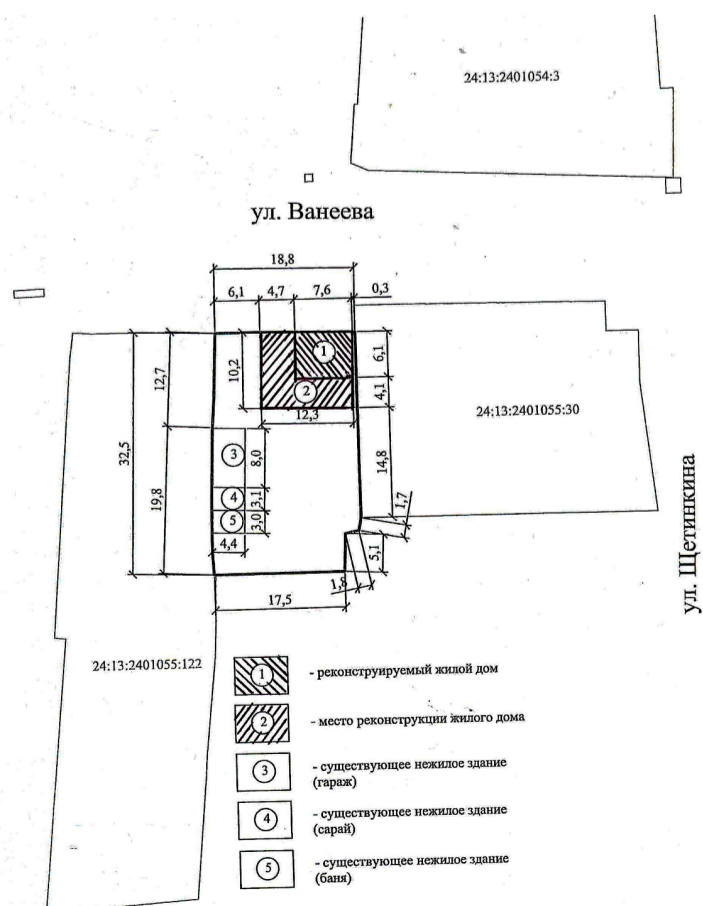 24:13:2401054:3
ул. Ванеева
18,8
6,1 4,7 7,6 0,3
12,7
10,2
1
6,1
2
4,1
12,3
24:13:2401055:30
32,5
3
8,0
14,8
19,8
4
3,1
1,7
5
3,0
4,4
5,1
1,8
17,5
ул. Щетинкина
24:13:2401055:122
1 - реконструируемый жилой дом
2 - место реконструкции жилого дома
3 - существующее нежилое здание
(гараж)
4 - существующее нежилое здание
(сарай)
5 - существующее нежилое здание
(баня)